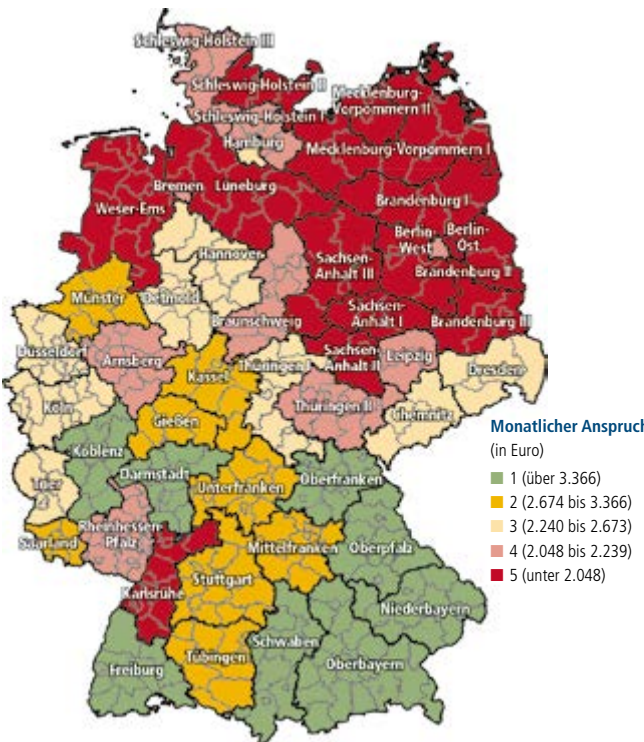 Schleswig-Holstein III
Schleswig-Holstein II
Mecklenburg-
Vorpommern II
Schleswig-Holstein I
Hamburg
Mecklenburg-Vorpommern I
Bremen
Lüneburg
Brandenburg I
Weser-Ems
Berlin-
West
Berlin-
Ost
Hannover
Sachsen-
Anhalt III
Brandenburg II
Münster
Detmold
Braunschweig
Sachsen-
Anhalt I
Brandenburg III
Düsseldorf
Arnsberg
Kassel
Thüringen I
Sachsen-
Anhalt II
Leipzig
Dresden
Köln
Gießen
Thüringen II
Chemnitz
Koblenz
Darmstadt
Unterfranken
Oberfranken
Trier
Rheinhessen-
Pfalz
Mittelfranken
Oberpfalz
Saarland
Stuttgart
Karlsruhe
Niederbayern
Schwaben
Tübingen
Freiburg
Oberbayern
Monatlicher Anspruch
(in Euro)
1 (über 3.366)
2 (2.674 bis 3.366)
3 (2.240 bis 2.673)
4 (2.048 bis 2.239)
5 (unter 2.048)